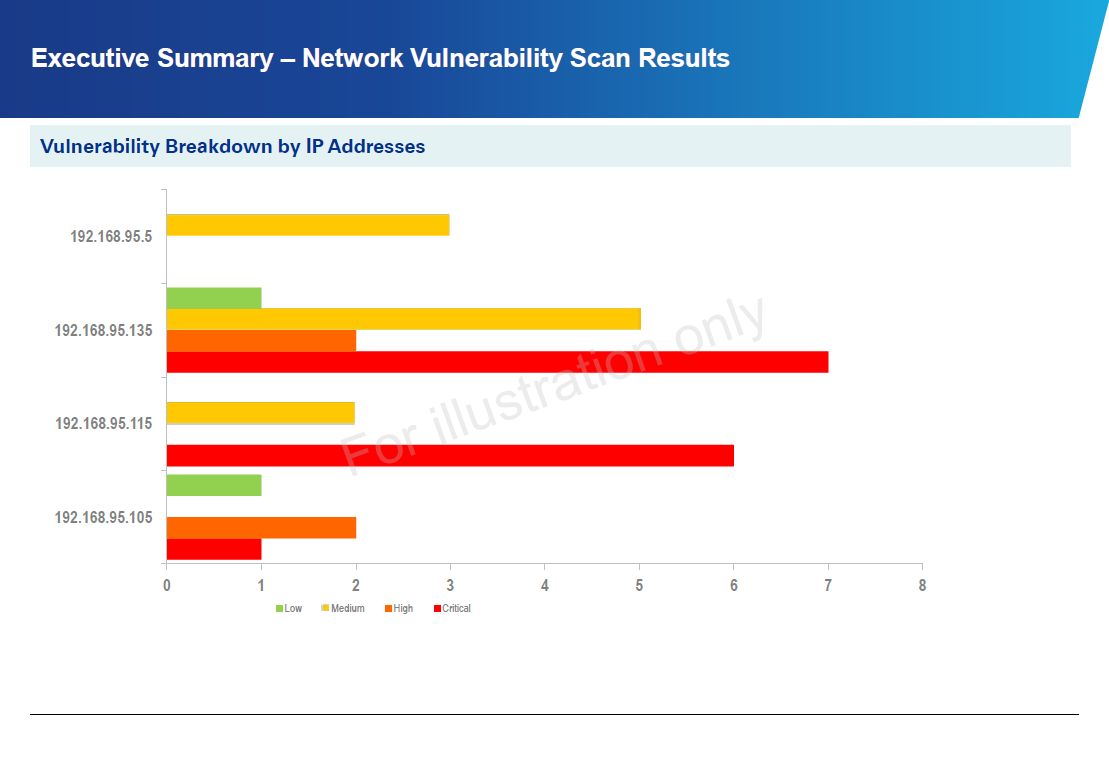 Executive Summary – Network Vulnerability Scan Results
Vulnerability Breakdown by IP Addresses
192.168.95.5
192.168.95.135
192.168.95.115
192.168.95.105
For illustration only
0 1 2 3 4 5 6 7 8
Low Medium High Critical